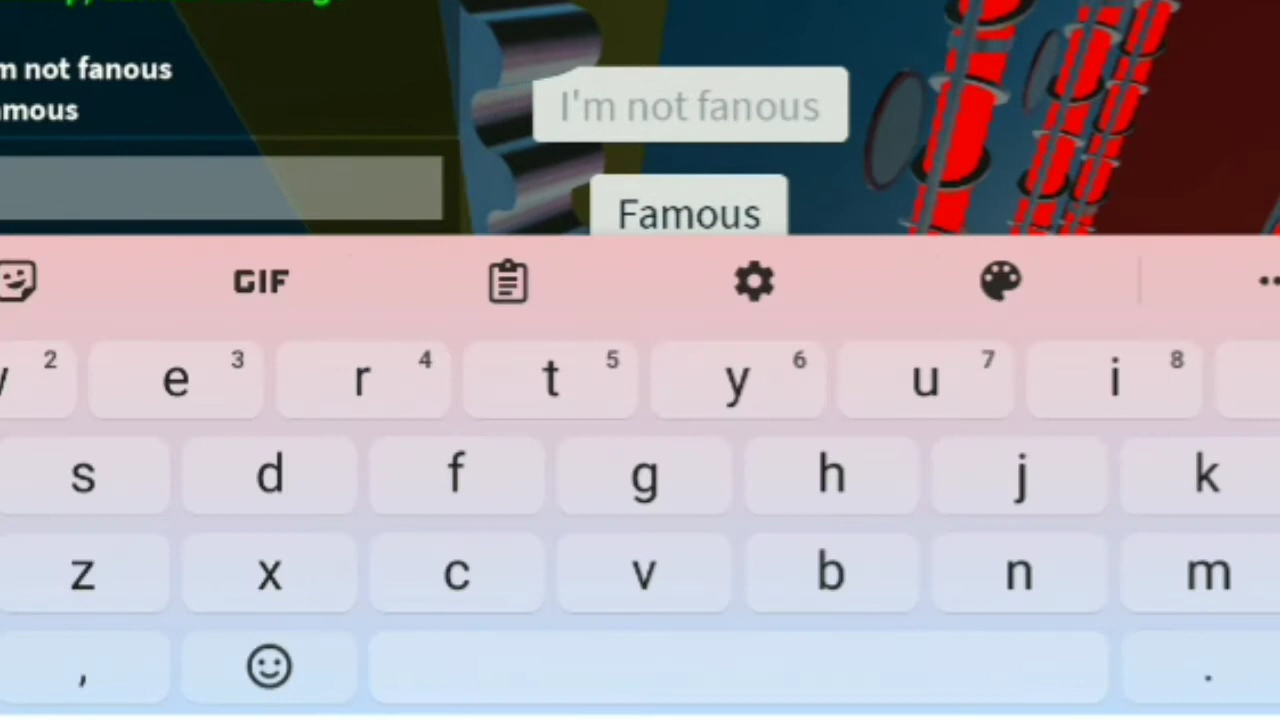 m not fanous
amous
I'm not fanous
Famous
GIF
2 e 3 r 4 t 5 y 6 u 7 i 8
s d f g h j k
z x c v b n m
, .